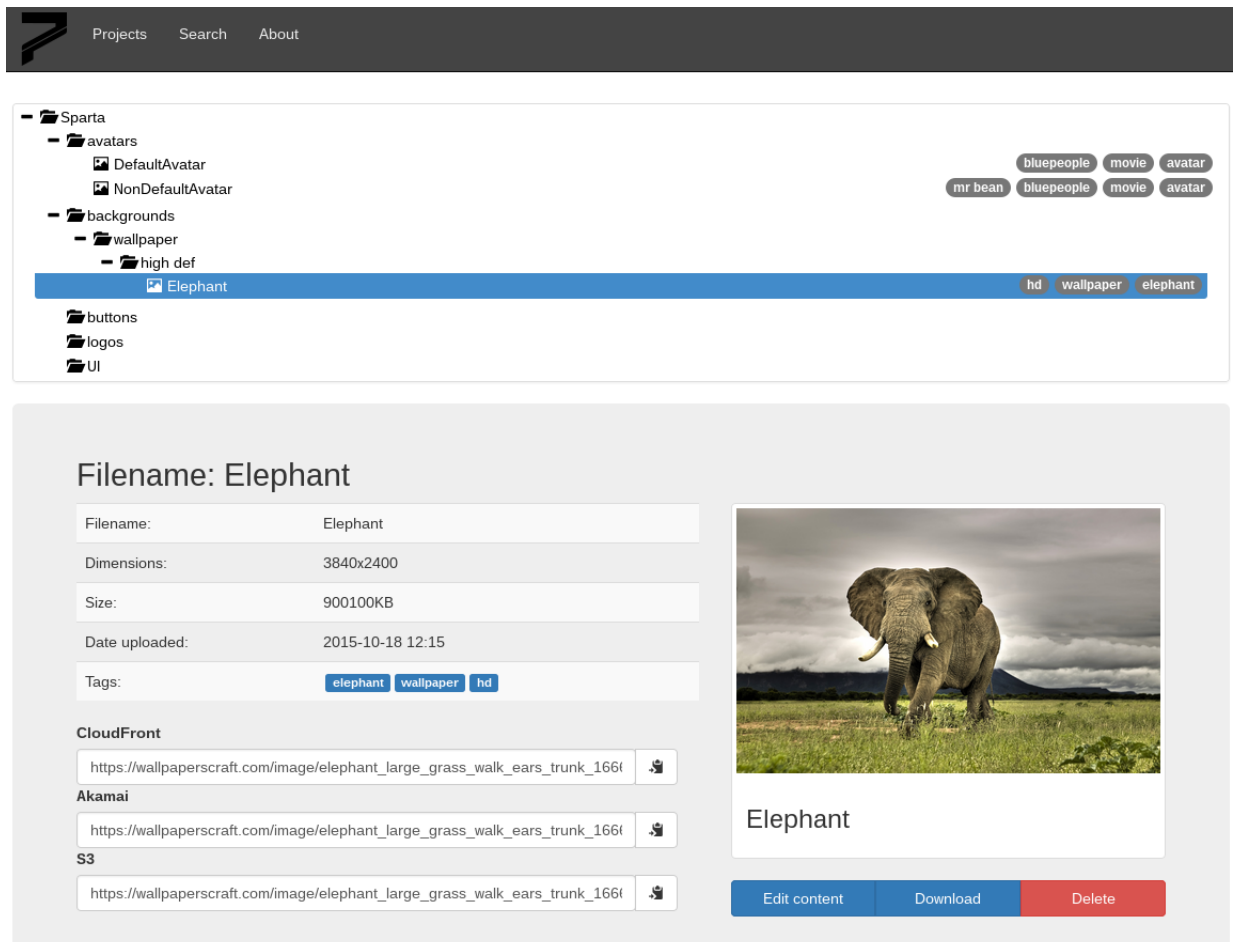 Projects Search About
Sparta
avatars
DefaultAvatar bluepeople movie avatar
NonDefaultAvatar mr bean bluepeople movie avatar
backgrounds
wallpaper
high def
Elephant hd wallpaper elephant
buttons
logos
UI
Filename: Elephant
Filename: Elephant
Dimensions: 3840x2400
Size: 900100KB
Date uploaded: 2015-10-18 12:15
Tags: elephant wallpaper hd
CloudFront
https://wallpaperscraft.com/image/elephant_large_grass_walk_ears_trunk_1666
Akamai
https://wallpaperscraft.com/image/elephant_large_grass_walk_ears_trunk_1666
S3
https://wallpaperscraft.com/image/elephant_large_grass_walk_ears_trunk_1666
Elephant
Edit content Download Delete